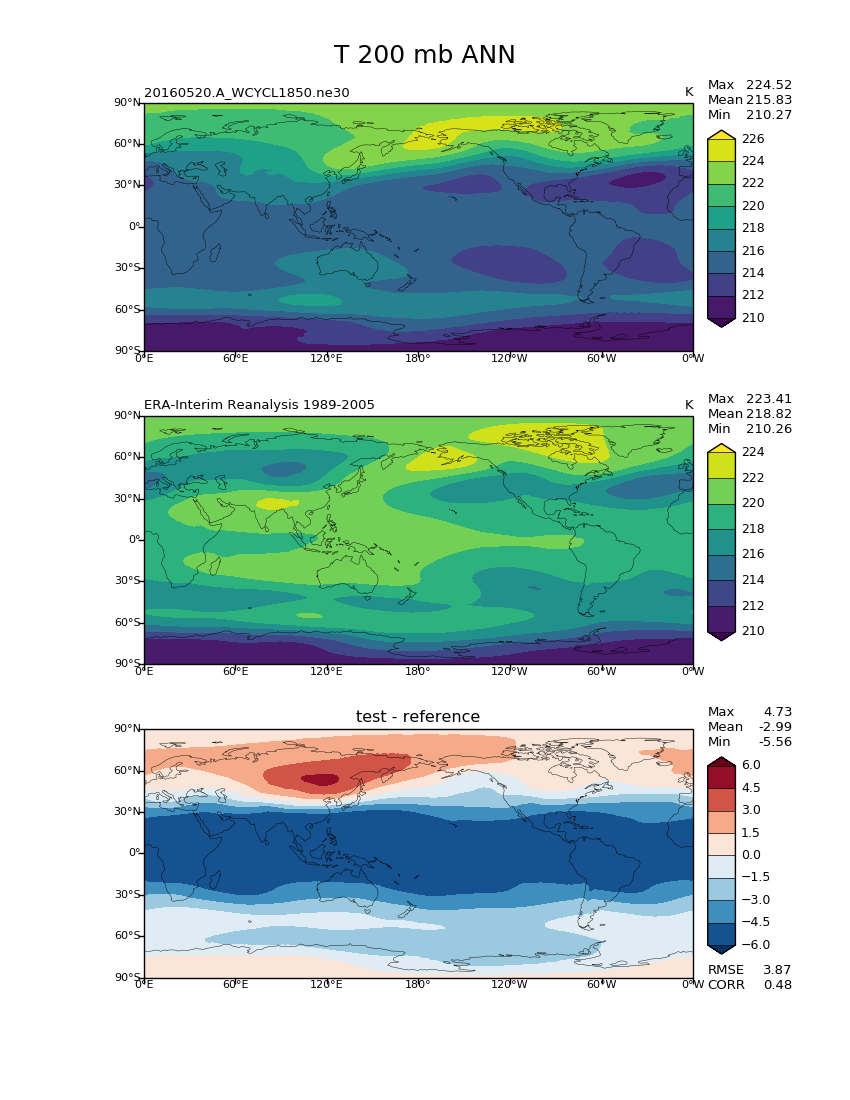 T 200 mb ANN
20160520.A_WCYCL1850.ne30
K
Max 224.52
Mean 215.83
Min 210.27
90°N
60°N
30°N
0°
30°S
60°S
90°S
0°E 60°E 120°E 180° 120°W 60°W 0°W
226
224
222
220
218
216
214
212
210
ERA-Interim Reanalysis 1989-2005
K
Max 223.41
Mean 218.82
Min 210.26
90°N
60°N
30°N
0°
30°S
60°S
90°S
0°E 60°E 120°E 180° 120°W 60°W 0°W
224
222
220
218
216
214
212
210
test - reference
Max 4.73
Mean -2.99
Min -5.56
90°N
60°N
30°N
0°
30°S
60°S
90°S
0°E 60°E 120°E 180° 120°W 60°W 0°W
6.0
4.5
3.0
1.5
0.0
−1.5
−3.0
−4.5
−6.0
RMSE 3.87
CORR 0.48